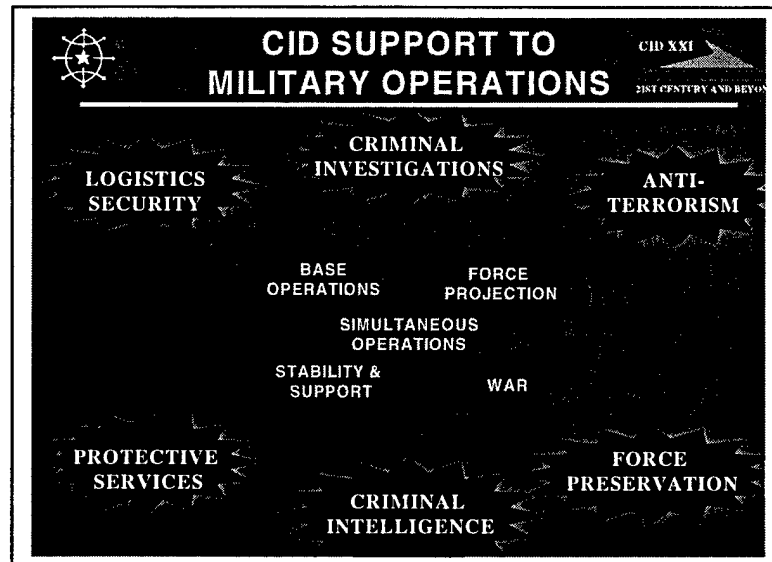 CID SUPPORT TO
MILITARY OPERATIONS
CID XXI
21ST CENTURY AND BEYON
CRIMINAL
INVESTIGATIONS
LOGISTICS
SECURITY
ANTI-
TERRORISM
BASE
OPERATIONS
FORCE
PROJECTION
SIMULTANEOUS
OPERATIONS
STABILITY &
SUPPORT
WAR
PROTECTIVE
SERVICES
CRIMINAL
INTELLIGENCE
FORCE
PRESERVATION